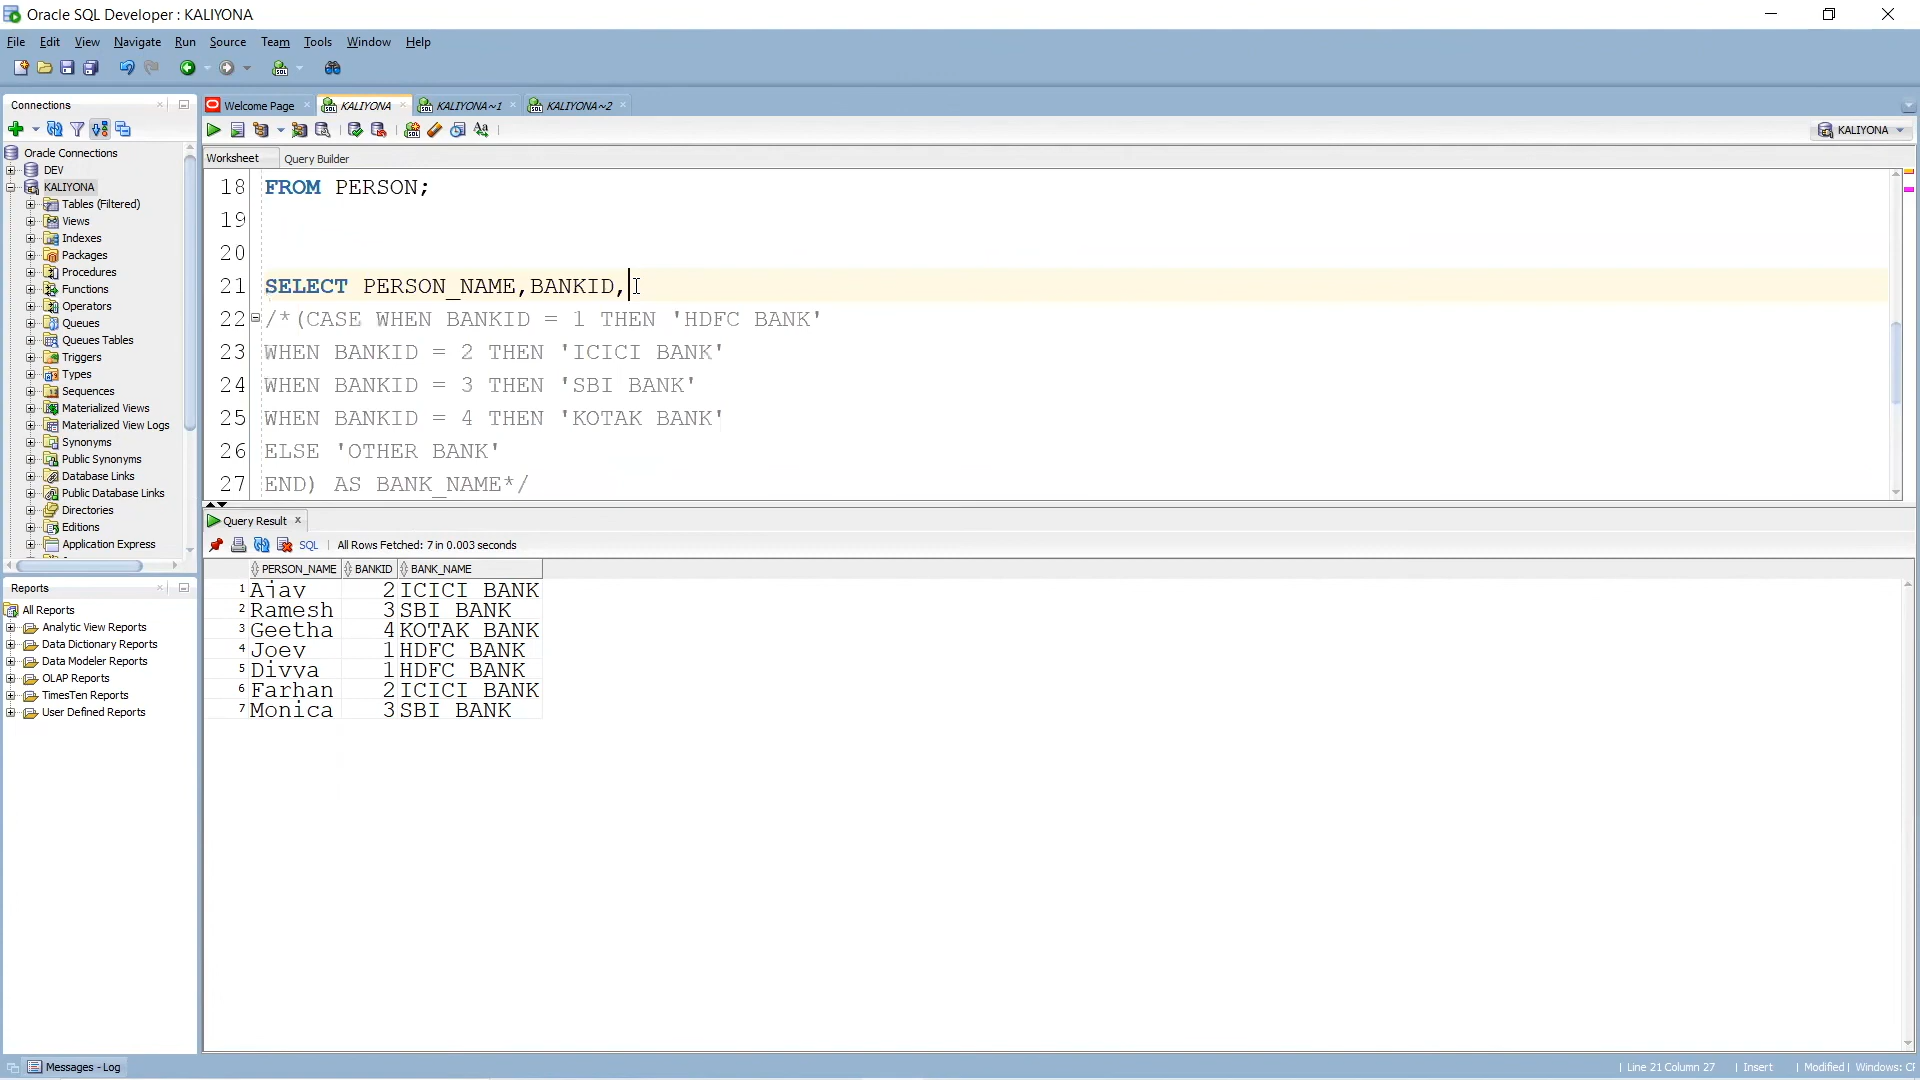 Oracle SQL Developer : KALIYONA
File Edit View Navigate Run Source Team Tools Window Help
Connections
Oracle Connections
DEV
KALIYONA
Tables (Filtered)
Views
Indexes
Packages
Procedures
Functions
Operators
Queues
Queues Tables
Triggers
Types
Sequences
Materialized Views
Materialized View Logs
Synonyms
Public Synonyms
Database Links
Public Database Links
Directories
Editions
Application Express
Reports
All Reports
Analytic View Reports
Data Dictionary Reports
Data Modeler Reports
OLAP Reports
TimesTen Reports
User Defined Reports
Welcome Page KALIYONA KALIYONA~1 KALIYONA~2
KALIYONA
Worksheet Query Builder
18 FROM PERSON;
19
20
21 SELECT PERSON_NAME,BANKID,
22 /*(CASE WHEN BANKID = 1 THEN 'HDFC BANK'
23 WHEN BANKID = 2 THEN 'ICICI BANK'
24 WHEN BANKID = 3 THEN 'SBI BANK'
25 WHEN BANKID = 4 THEN 'KOTAK BANK'
26 ELSE 'OTHER BANK'
27 END) AS BANK_NAME*/
Query Result
SQL All Rows Fetched: 7 in 0.003 seconds
PERSON_NAME BANKID BANK_NAME
1 Ajay 2 ICICI BANK
2 Ramesh 3 SBI BANK
3 Geetha 4 KOTAK BANK
4 Joey 1 HDFC BANK
5 Divya 1 HDFC BANK
6 Farhan 2 ICICI BANK
7 Monica 3 SBI BANK
Messages - Log
Line 21 Column 27 | Insert | Modified | Windows: